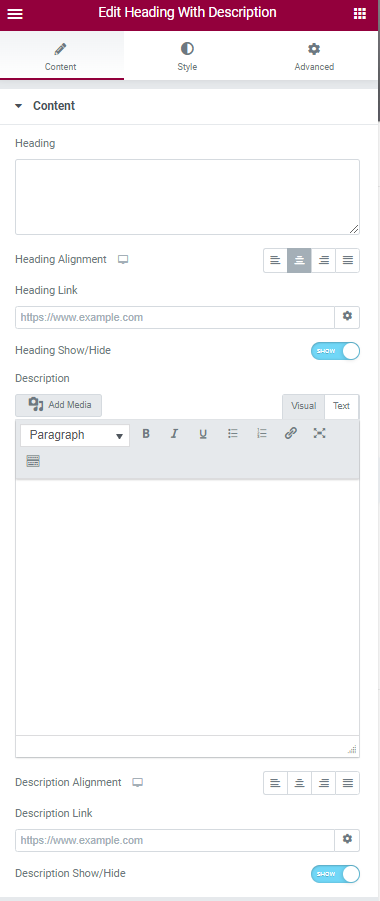 Edit Heading With Description
Content Style Advanced
Content
Heading
Heading Alignment
Heading Link
https://www.example.com
Heading Show/Hide SHOW
Description
Add Media Visual Text
Paragraph B I U
Description Alignment
Description Link
https://www.example.com
Description Show/Hide SHOW